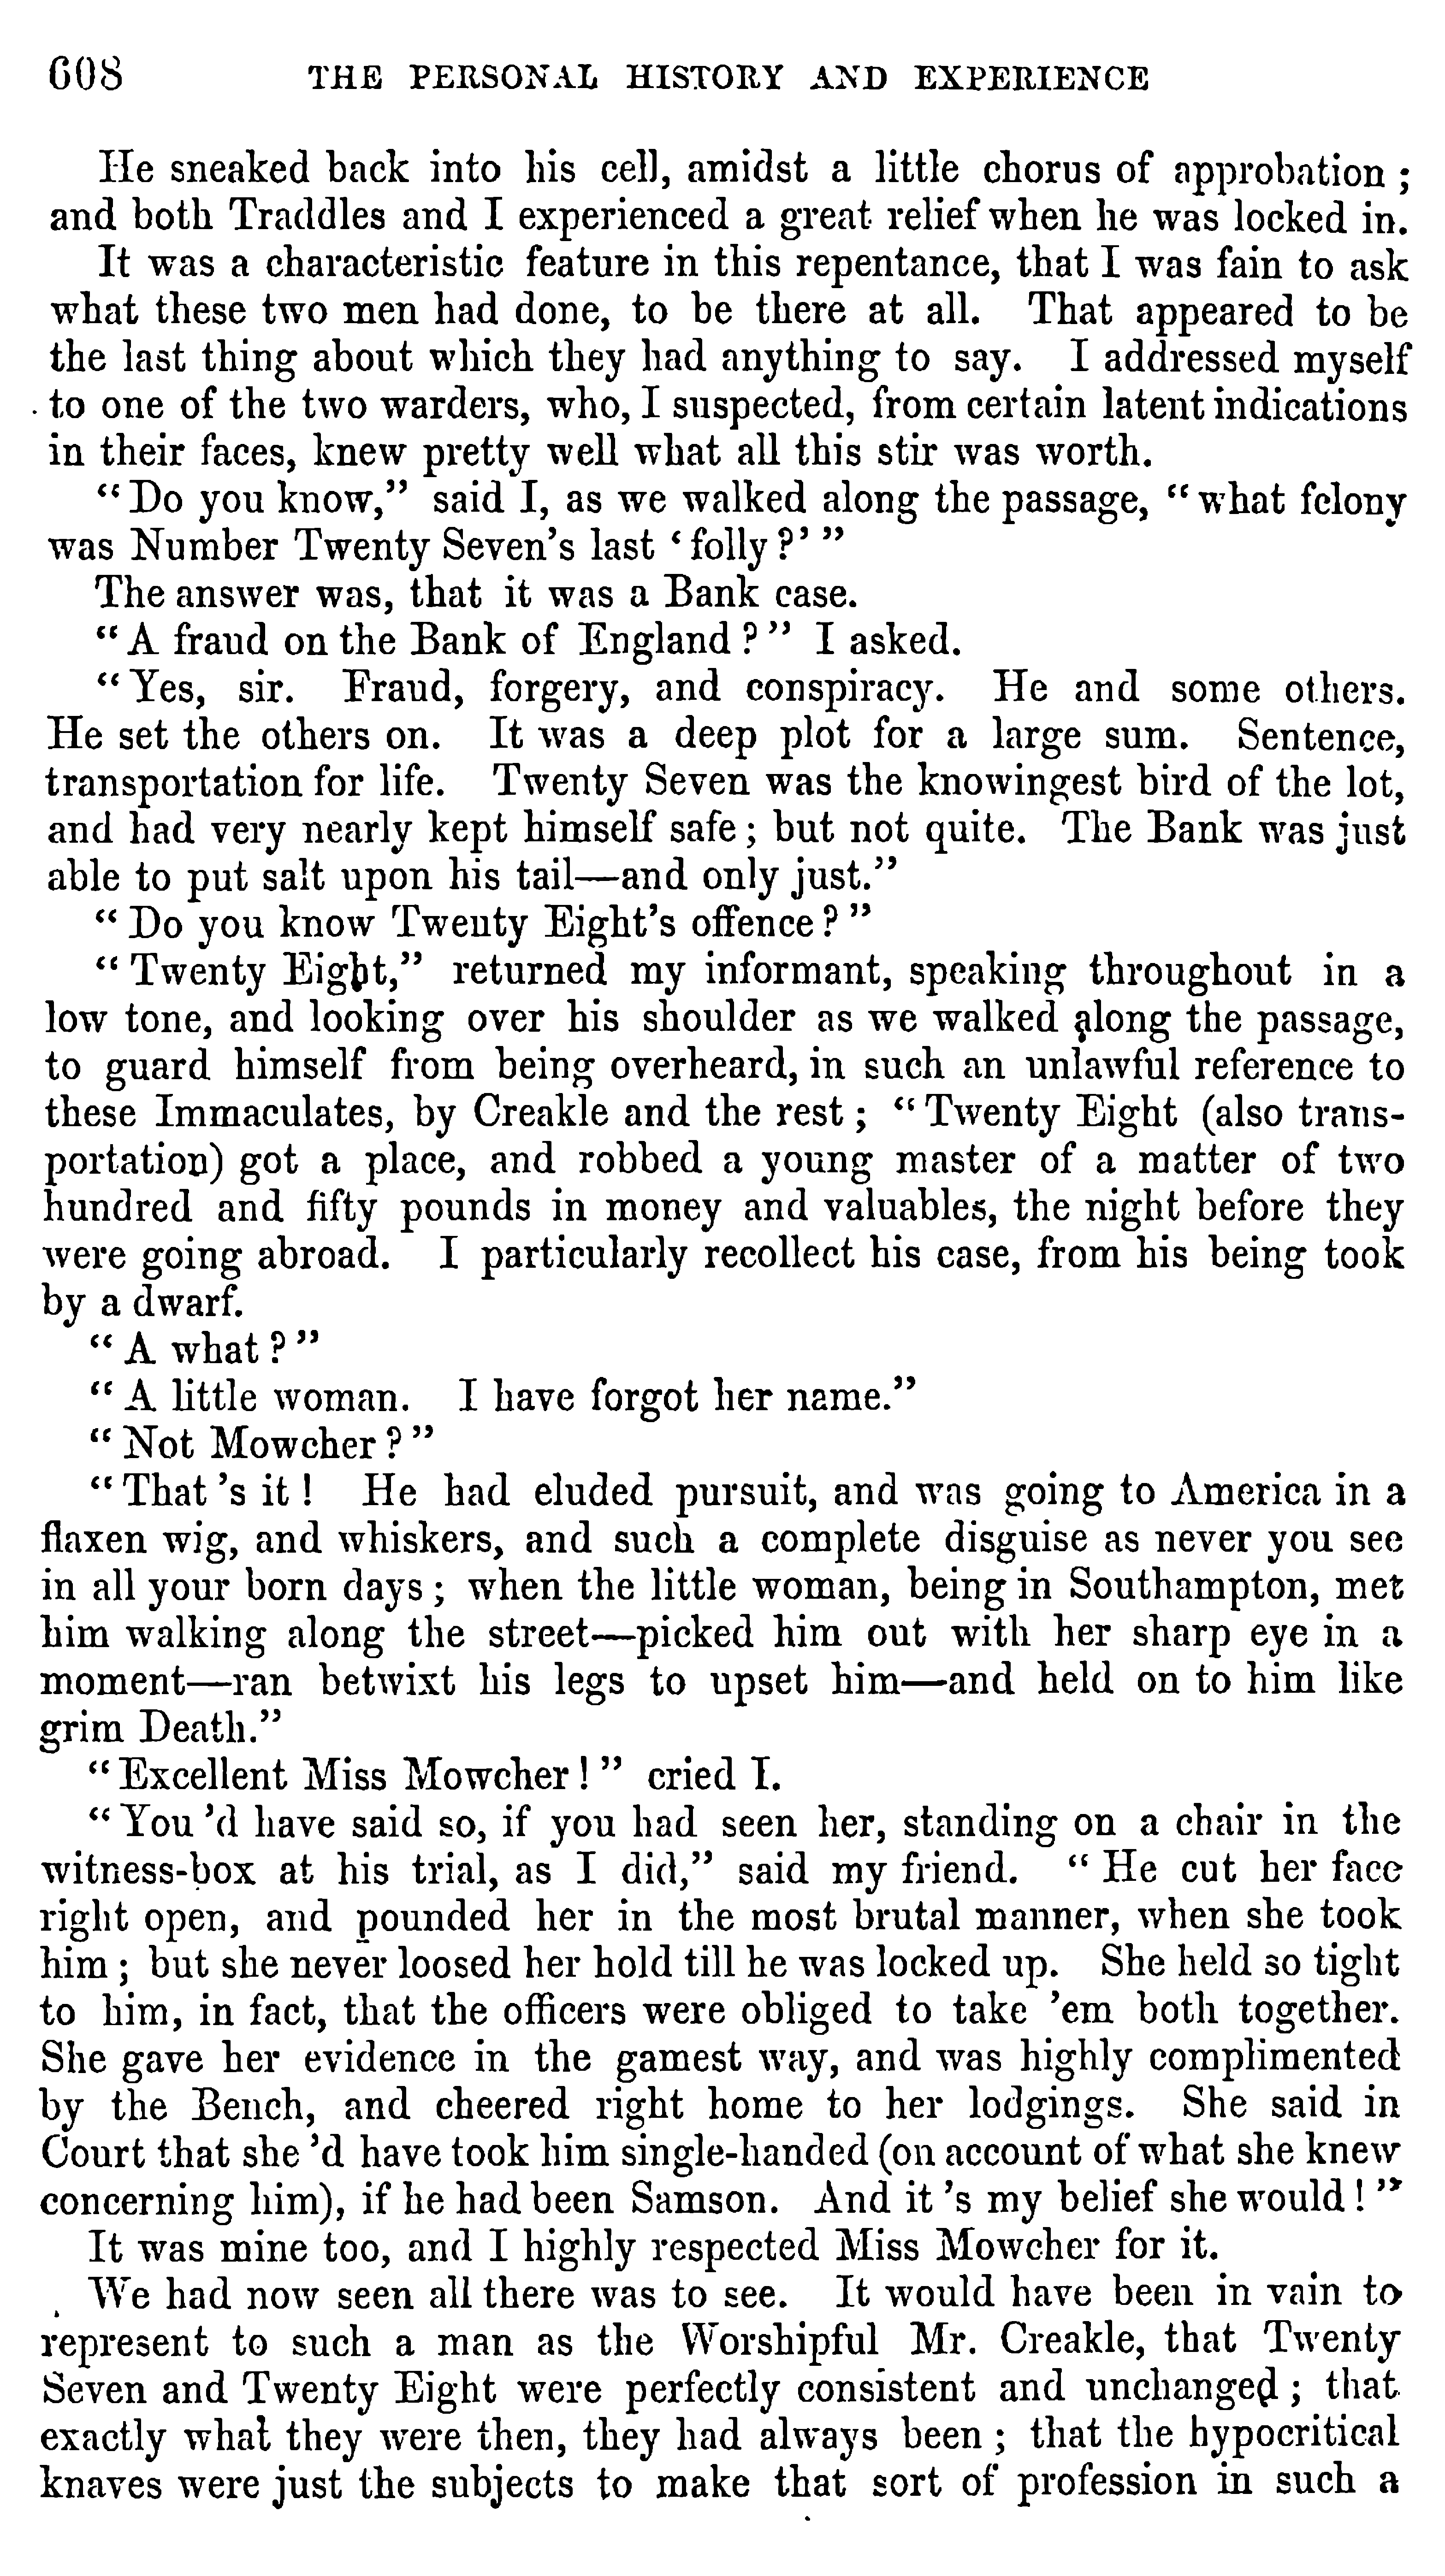 608 THE PERSONAL HISTORY AND EXPERIENCE
He sneaked back into his cell, amidst a little chorus of approbation ;
and both Traddles and I experienced a great relief when he was locked in.
It was a characteristic feature in this repentance, that I was fain to ask
what these two men had done, to be there at all. That appeared to be
the last thing about which they had anything to say. I addressed myself
to one of the two warders, who, I suspected, from certain latent indications
in their faces, knew pretty well what all this stir was worth.
“Do you know,” said I, as we walked along the passage, “what felony
was Number Twenty Seven's last ‘folly?’”
The answer was, that it was a Bank case.
“A fraud on the Bank of England?” I asked.
“Yes, sir. Fraud, forgery, and conspiracy. He and some others.
He set the others on. It was a deep plot for a large sum. Sentence,
transportation for life. Twenty Seven was the knowingest bird of the lot,
and had very nearly kept himself safe; but not quite. The Bank was just
able to put salt upon his tail—and only just.”
“Do you know Twenty Eight's offence?”
“Twenty Eight,” returned my informant, speaking throughout in a
low tone, and looking over his shoulder as we walked along the passage,
to guard himself from being overheard, in such an unlawful reference to
these Immaculates, by Creakle and the rest; “Twenty Eight (also trans-
portation) got a place, and robbed a young master of a matter of two
hundred and fifty pounds in money and valuables, the night before they
were going abroad. I particularly recollect his case, from his being took
by a dwarf.
“A what?”
“A little woman. I have forgot her name.”
“Not Mowcher?”
“That 's it! He had eluded pursuit, and was going to America in a
flaxen wig, and whiskers, and such a complete disguise as never you see
in all your born days; when the little woman, being in Southampton, met
him walking along the street—picked him out with her sharp eye in a
moment—ran betwixt his legs to upset him—and held on to him like
grim Death.”
“Excellent Miss Mowcher!” cried I.
“You 'd have said so, if you had seen her, standing on a chair in the
witness-box at his trial, as I did,” said my friend. “He cut her face
right open, and pounded her in the most brutal manner, when she took
him; but she never loosed her hold till he was locked up. She held so tight
to him, in fact, that the officers were obliged to take 'em both together.
She gave her evidence in the gamest way, and was highly complimented
by the Bench, and cheered right home to her lodgings. She said in
Court that she 'd have took him single-handed (on account of what she knew
concerning him), if he had been Samson. And it 's my belief she would!”
It was mine too, and I highly respected Miss Mowcher for it.
We had now seen all there was to see. It would have been in vain to
represent to such a man as the Worshipful Mr. Creakle, that Twenty
Seven and Twenty Eight were perfectly consistent and unchanged; that
exactly what they were then, they had always been; that the hypocritical
knaves were just the subjects to make that sort of profession in such a